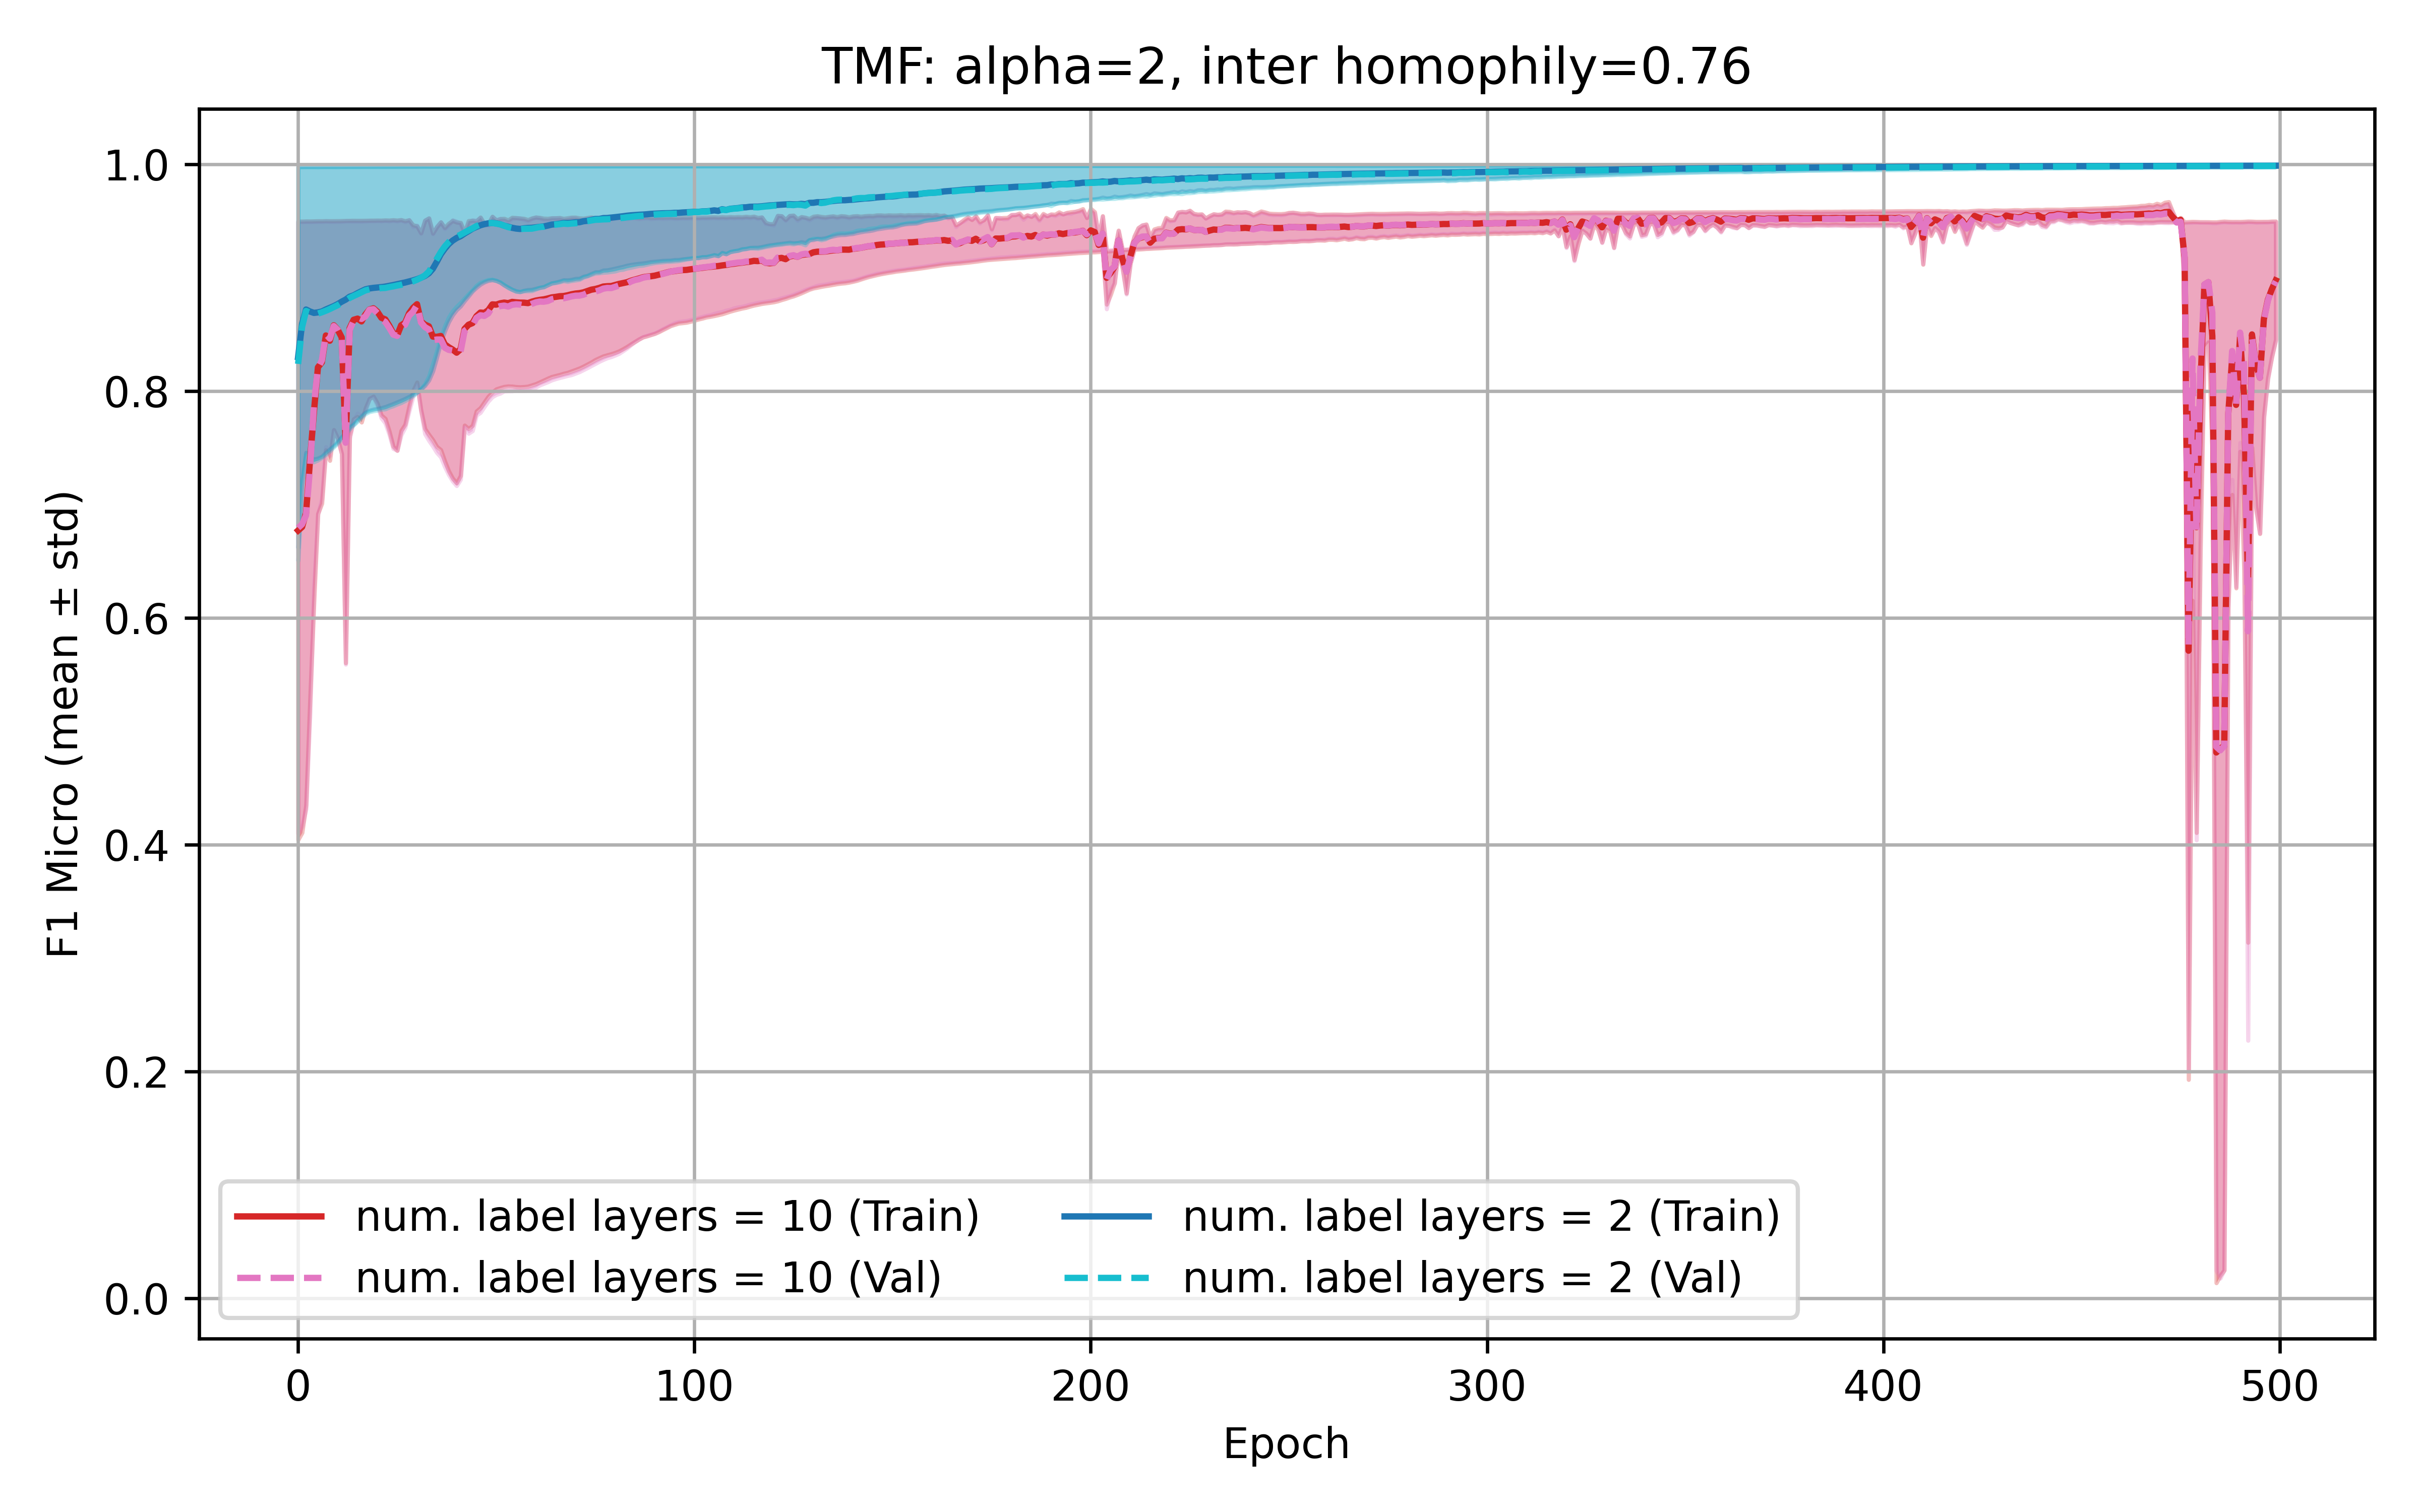 TMF: alpha=2, inter homophily=0.76
F1 Micro (mean ± std)
1.0
0.8
0.6
0.4
0.2
0.0
num. label layers = 10 (Train)
num. label layers = 10 (Val)
num. label layers = 2 (Train)
num. label layers = 2 (Val)
0 100 200 300 400 500
Epoch